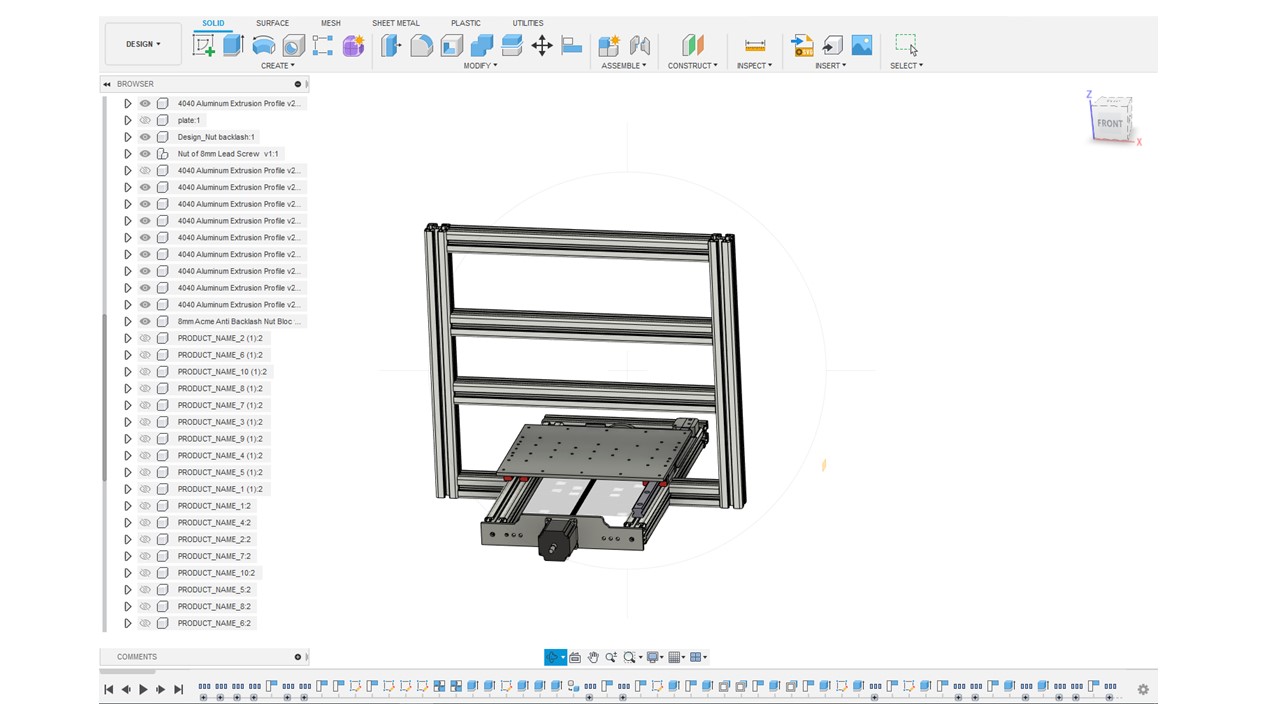 SOLID SURFACE MESH SHEET METAL PLASTIC UTILITIES
DESIGN
CREATE MODIFY ASSEMBLE CONSTRUCT INSPECT INSERT SELECT
BROWSER
4040 Aluminum Extrusion Profile v2...
plate:1
Design_Nut backlash:1
Nut of 8mm Lead Screw v1:1
4040 Aluminum Extrusion Profile v2...
4040 Aluminum Extrusion Profile v2...
4040 Aluminum Extrusion Profile v2...
4040 Aluminum Extrusion Profile v2...
4040 Aluminum Extrusion Profile v2...
4040 Aluminum Extrusion Profile v2...
4040 Aluminum Extrusion Profile v2...
4040 Aluminum Extrusion Profile v2...
4040 Aluminum Extrusion Profile v2...
8mm Acme Anti Backlash Nut Bloc ...
PRODUCT_NAME_2 (1):2
PRODUCT_NAME_6 (1):2
PRODUCT_NAME_10 (1):2
PRODUCT_NAME_8 (1):2
PRODUCT_NAME_7 (1):2
PRODUCT_NAME_3 (1):2
PRODUCT_NAME_9 (1):2
PRODUCT_NAME_4 (1):2
PRODUCT_NAME_5 (1):2
PRODUCT_NAME_1 (1):2
PRODUCT_NAME_1:2
PRODUCT_NAME_4:2
PRODUCT_NAME_2:2
PRODUCT_NAME_7:2
PRODUCT_NAME_10:2
PRODUCT_NAME_5:2
PRODUCT_NAME_8:2
PRODUCT_NAME_6:2
Z
FRONT
X
COMMENTS